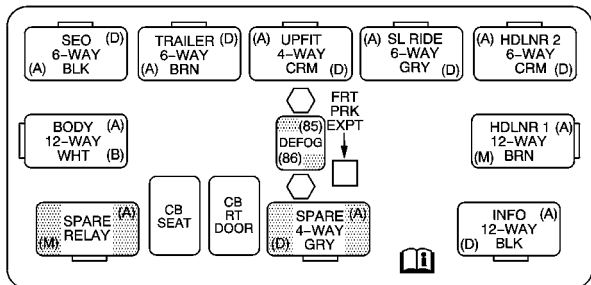 SEO (D)
6-WAY
(A) BLK
TRAILER (D)
6-WAY
(A) BRN
(A) UPFIT
4-WAY
CRM (D)
(A) SL RIDE
6-WAY
GRY (D)
(A) HDLNR 2
6-WAY
CRM (D)
BODY (A)
12-WAY
WHT (B)
(85)
DEFOG
(86)
FRT
PRK
EXPT
HDLNR 1 (A)
12-WAY
(M) BRN
SPARE (A)
(M) RELAY
CB
SEAT
CB
RT
DOOR
SPARE (A)
4-WAY
(D) GRY
INFO (A)
12-WAY
(D) BLK
i